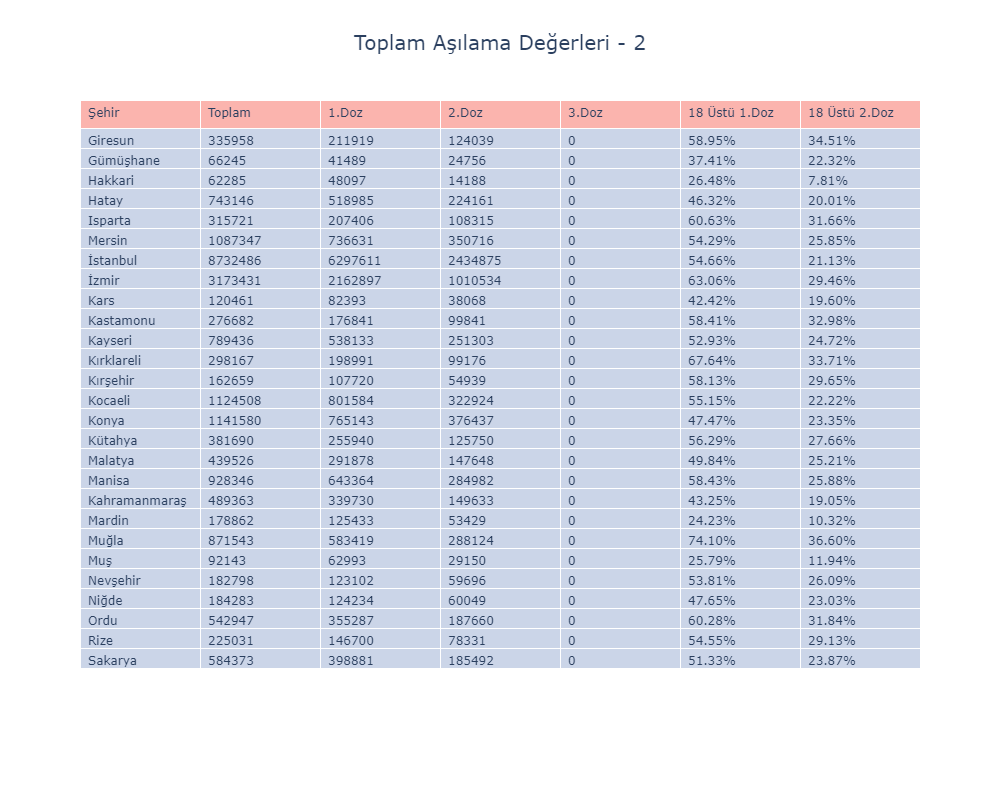 Toplam Aşılama Değerleri - 2
Şehir Toplam 1.Doz 2.Doz 3.Doz 18 Üstü 1.Doz 18 Üstü 2.Doz
Giresun 335958 211919 124039 0 58.95% 34.51%
Gümüşhane 66245 41489 24756 0 37.41% 22.32%
Hakkari 62285 48097 14188 0 26.48% 7.81%
Hatay 743146 518985 224161 0 46.32% 20.01%
Isparta 315721 207406 108315 0 60.63% 31.66%
Mersin 1087347 736631 350716 0 54.29% 25.85%
İstanbul 8732486 6297611 2434875 0 54.66% 21.13%
İzmir 3173431 2162897 1010534 0 63.06% 29.46%
Kars 120461 82393 38068 0 42.42% 19.60%
Kastamonu 276682 176841 99841 0 58.41% 32.98%
Kayseri 789436 538133 251303 0 52.93% 24.72%
Kırklareli 298167 198991 99176 0 67.64% 33.71%
Kırşehir 162659 107720 54939 0 58.13% 29.65%
Kocaeli 1124508 801584 322924 0 55.15% 22.22%
Konya 1141580 765143 376437 0 47.47% 23.35%
Kütahya 381690 255940 125750 0 56.29% 27.66%
Malatya 439526 291878 147648 0 49.84% 25.21%
Manisa 928346 643364 284982 0 58.43% 25.88%
Kahramanmaraş 489363 339730 149633 0 43.25% 19.05%
Mardin 178862 125433 53429 0 24.23% 10.32%
Muğla 871543 583419 288124 0 74.10% 36.60%
Muş 92143 62993 29150 0 25.79% 11.94%
Nevşehir 182798 123102 59696 0 53.81% 26.09%
Niğde 184283 124234 60049 0 47.65% 23.03%
Ordu 542947 355287 187660 0 60.28% 31.84%
Rize 225031 146700 78331 0 54.55% 29.13%
Sakarya 584373 398881 185492 0 51.33% 23.87%